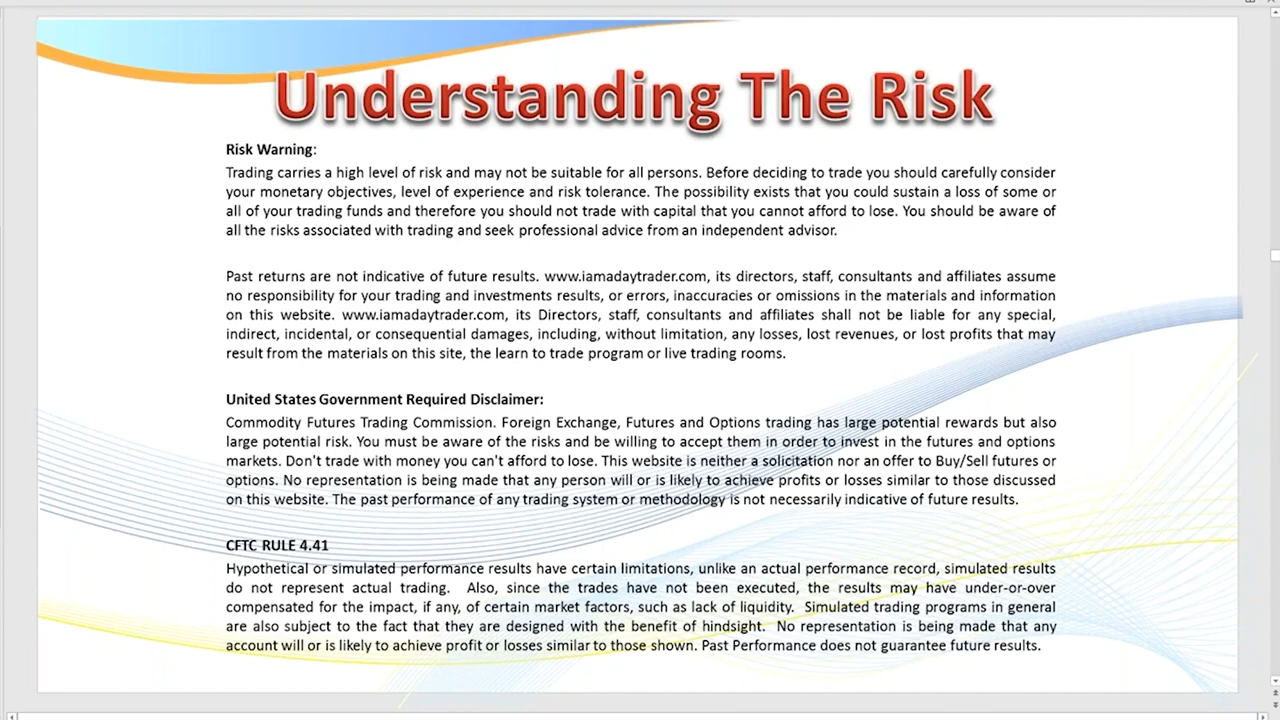 Understanding The Risk
Risk Warning:
Trading carries a high level of risk and may not be suitable for all persons. Before deciding to trade you should carefully consider
your monetary objectives, level of experience and risk tolerance. The possibility exists that you could sustain a loss of some or
all of your trading funds and therefore you should not trade with capital that you cannot afford to lose. You should be aware of
all the risks associated with trading and seek professional advice from an independent advisor.
Past returns are not indicative of future results. www.iamadaytrader.com, its directors, staff, consultants and affiliates assume
no responsibility for your trading and investments results, or errors, inaccuracies or omissions in the materials and information
on this website. www.iamadaytrader.com, its Directors, staff, consultants and affiliates shall not be liable for any special,
indirect, incidental, or consequential damages, including, without limitation, any losses, lost revenues, or lost profits that may
result from the materials on this site, the learn to trade program or live trading rooms.
United States Government Required Disclaimer:
Commodity Futures Trading Commission. Foreign Exchange, Futures and Options trading has large potential rewards but also
large potential risk. You must be aware of the risks and be willing to accept them in order to invest in the futures and options
markets. Don't trade with money you can't afford to lose. This website is neither a solicitation nor an offer to Buy/Sell futures or
options. No representation is being made that any person will or is likely to achieve profits or losses similar to those discussed
on this website. The past performance of any trading system or methodology is not necessarily indicative of future results.
CFTC RULE 4.41
Hypothetical or simulated performance results have certain limitations, unlike an actual performance record, simulated results
do not represent actual trading. Also, since the trades have not been executed, the results may have under-or-over
compensated for the impact, if any, of certain market factors, such as lack of liquidity. Simulated trading programs in general
are also subject to the fact that they are designed with the benefit of hindsight. No representation is being made that any
account will or is likely to achieve profit or losses similar to those shown. Past Performance does not guarantee future results.